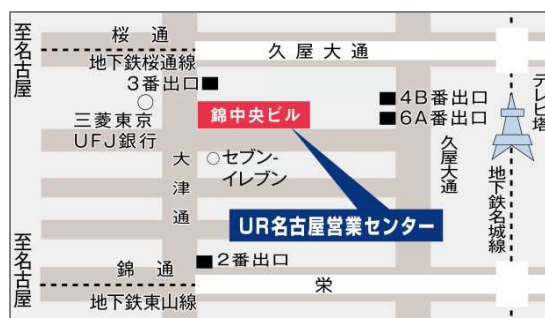 至名古屋
桜通
久屋大通
地下鉄桜通線
3番出口
三菱東京
UFJ銀行
錦中央ビル
4B番出口
6A番出口
テレビ塔
久屋大通
地下鉄名城線
大津通
セブン-
イレブン
UR名古屋営業センター
至名古屋
2番出口
錦通
栄
地下鉄東山線